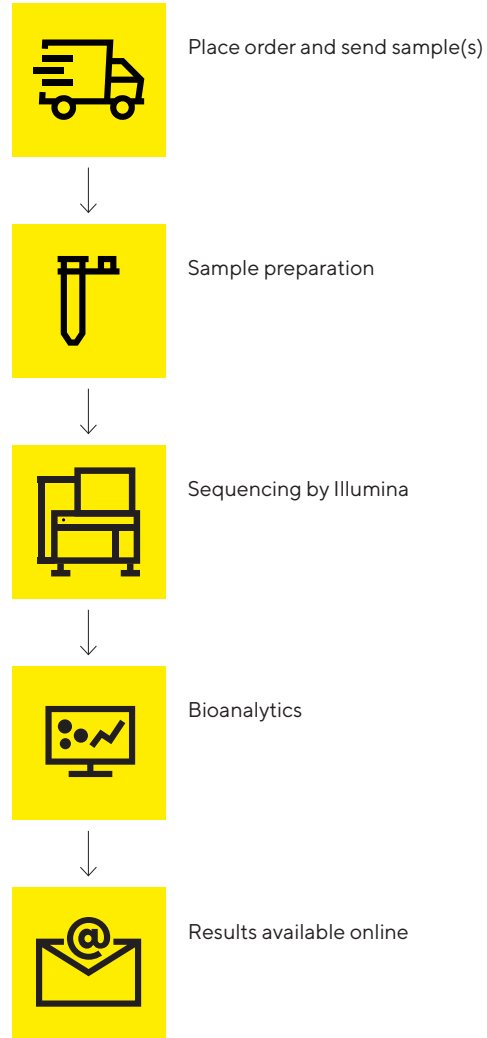 Place order and send sample(s)
Sample preparation
Sequencing by Illumina
Bioanalytics
@
Results available online